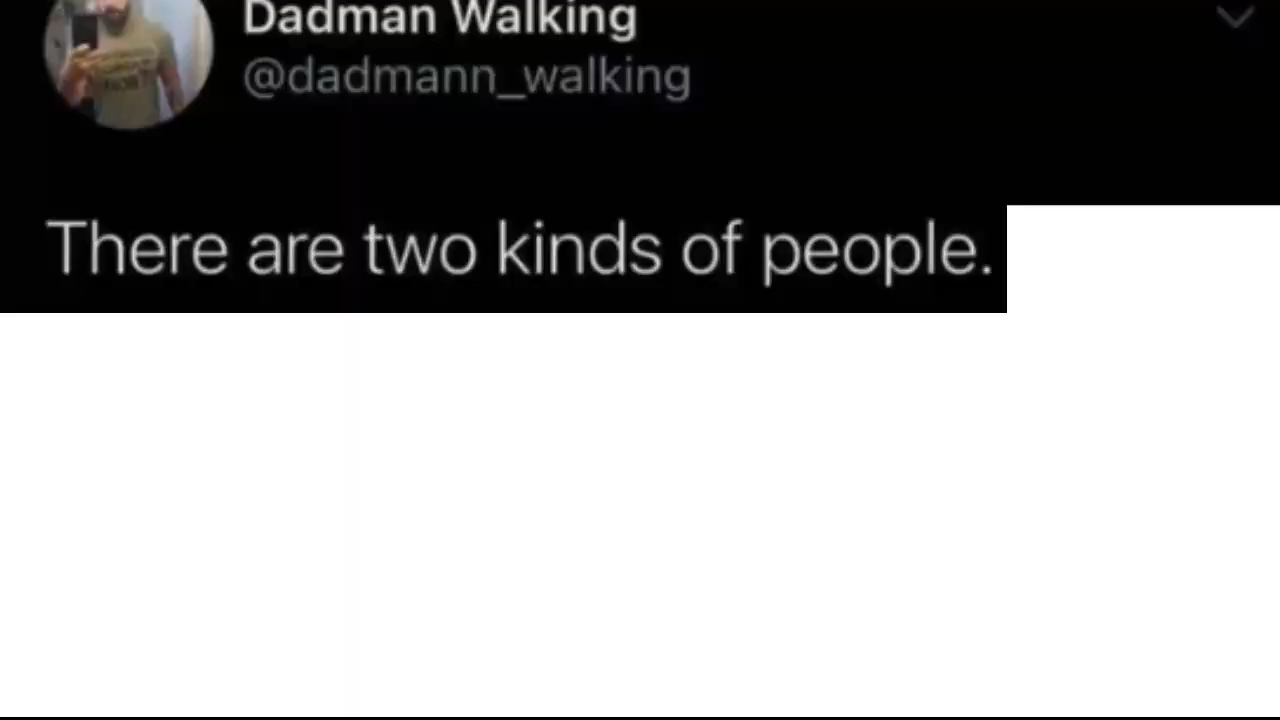 Dadman Walking
@dadmann_walking
There are two kinds of people.